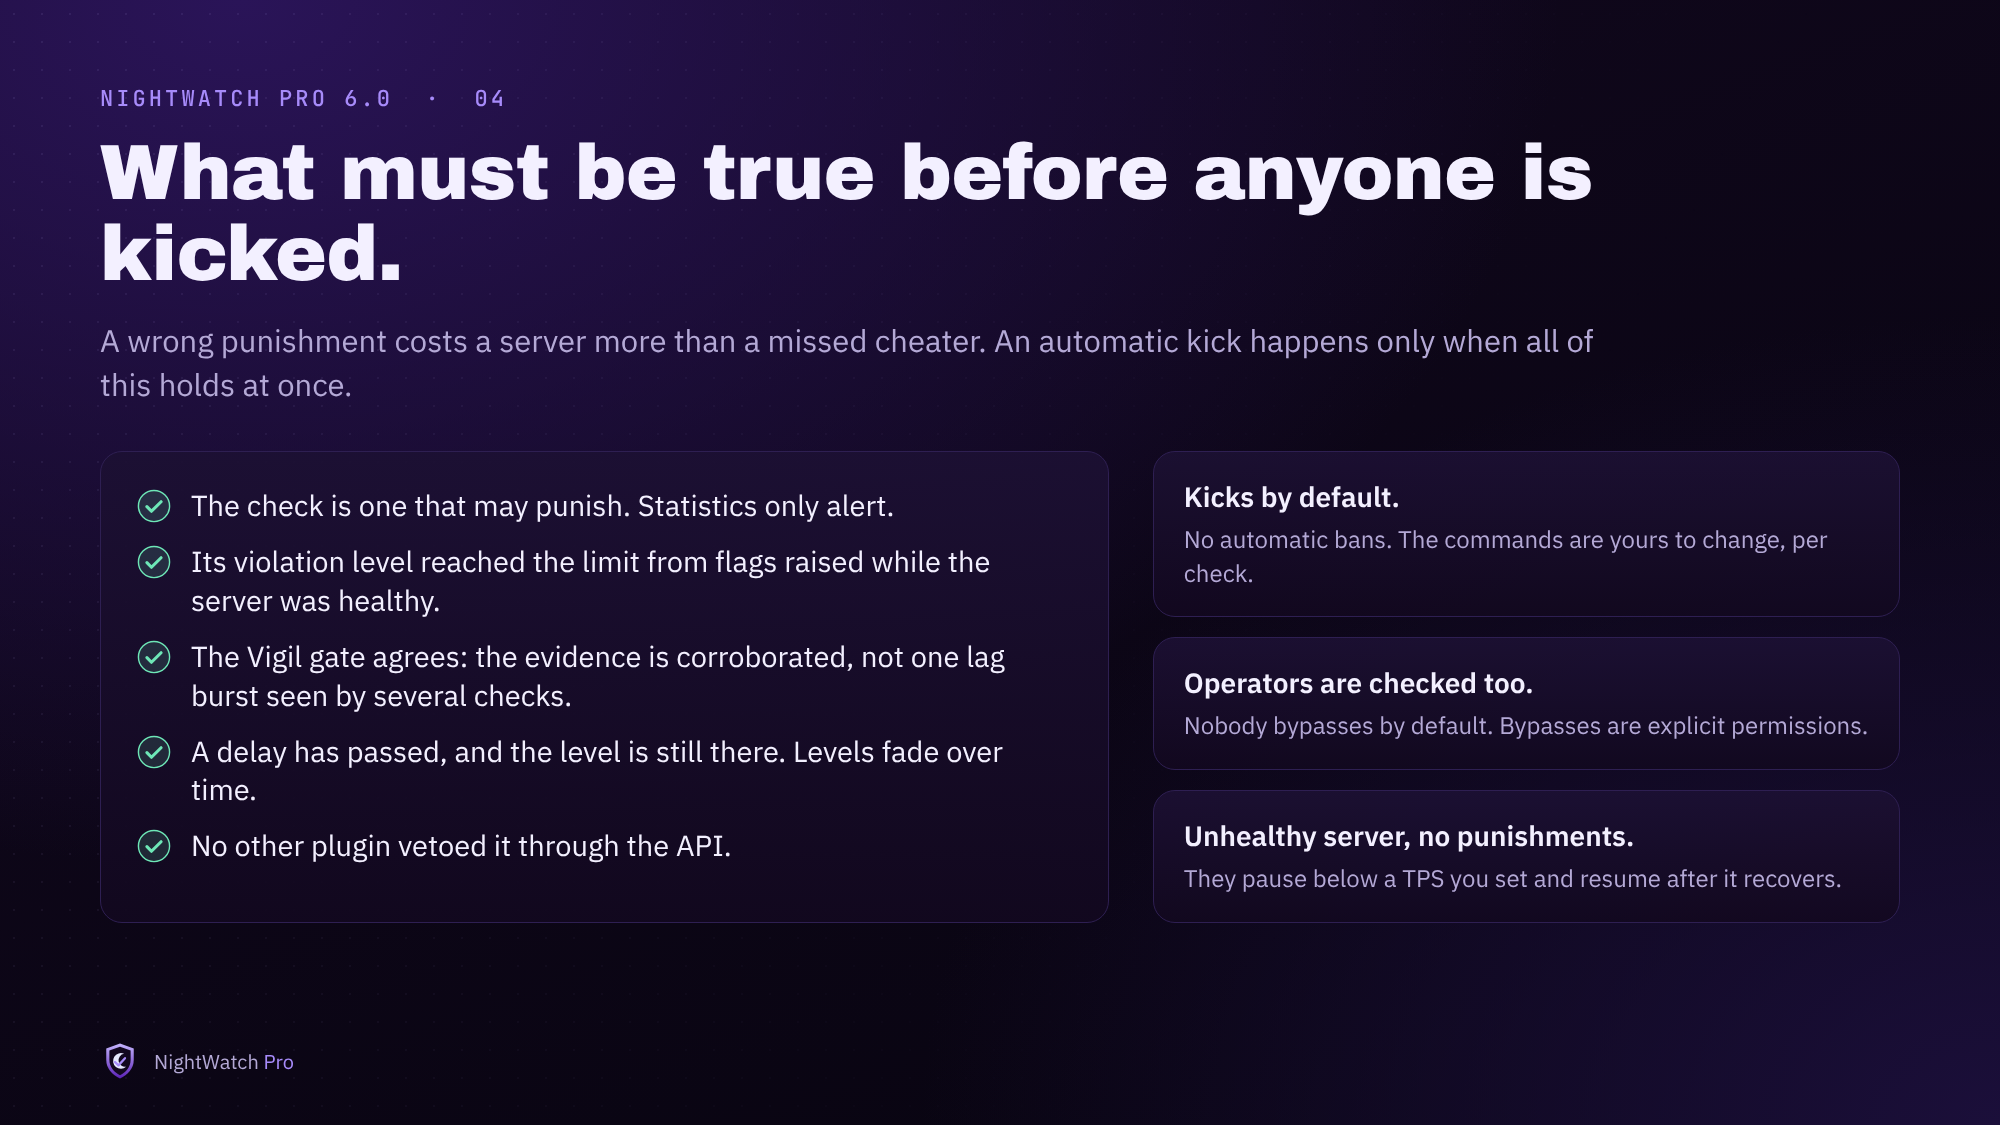 NIGHTWATCH PRO 6.0 · 04
What must be true before anyone is
kicked.
A wrong punishment costs a server more than a missed cheater. An automatic kick happens only when all of
this holds at once.
The check is one that may punish. Statistics only alert.
Its violation level reached the limit from flags raised while the
server was healthy.
The Vigil gate agrees: the evidence is corroborated, not one lag
burst seen by several checks.
A delay has passed, and the level is still there. Levels fade over
time.
No other plugin vetoed it through the API.
Kicks by default.
No automatic bans. The commands are yours to change, per
check.
Operators are checked too.
Nobody bypasses by default. Bypasses are explicit permissions.
Unhealthy server, no punishments.
They pause below a TPS you set and resume after it recovers.
NightWatch Pro